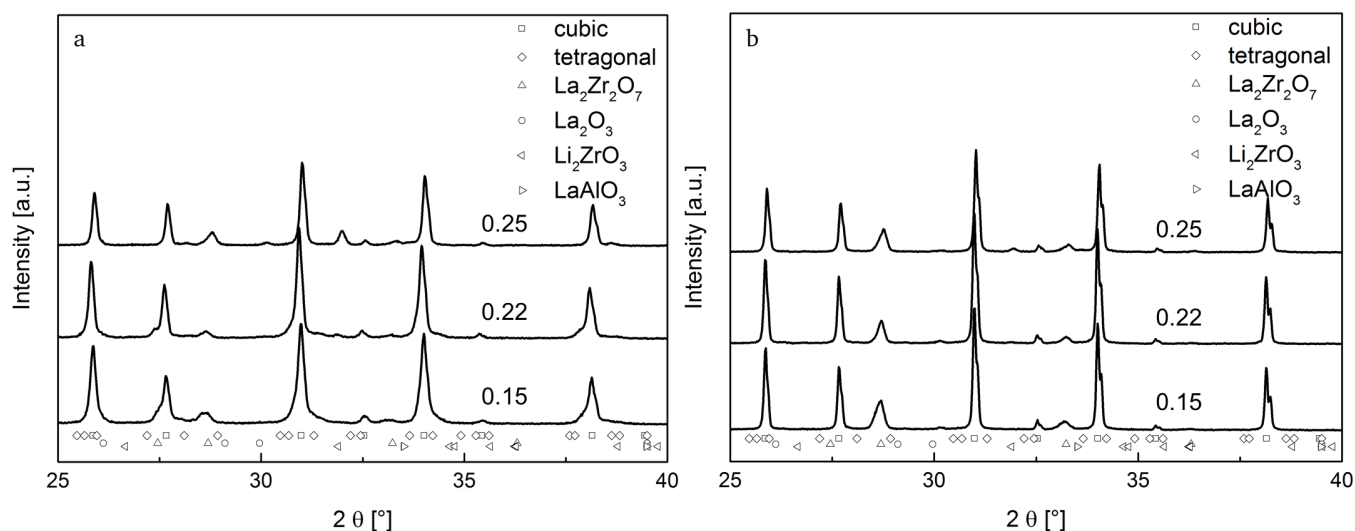 a
cubic
tetragonal
La₂Zr₂O₇
La₂O₃
Li₂ZrO₃
LaAlO₃
0.25
0.22
0.15
Intensity [a.u.]
25 30 35 40
2 θ [°]
b
cubic
tetragonal
La₂Zr₂O₇
La₂O₃
Li₂ZrO₃
LaAlO₃
0.25
0.22
0.15
Intensity [a.u.]
25 30 35 40
2 θ [°]